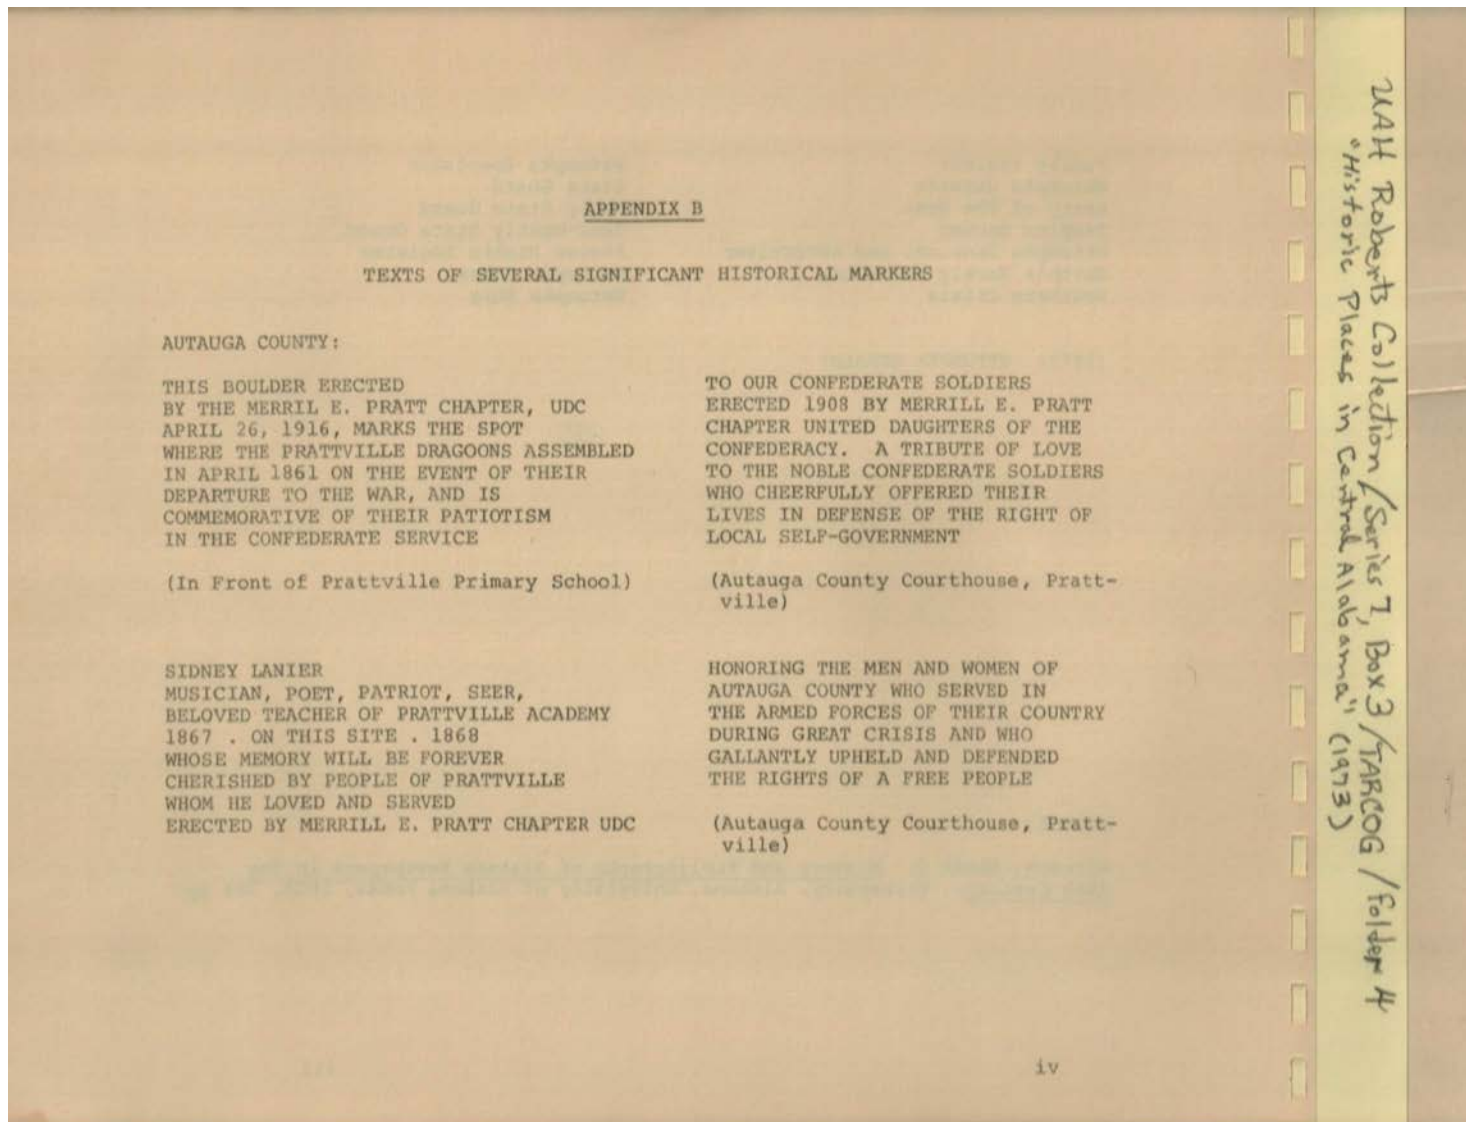 APPENDIX B
TEXTS OF SEVERAL SIGNIFICANT HISTORICAL MARKERS
AUTAUGA COUNTY:
THIS BOULDER ERECTED
BY THE MERRIL E. PRATT CHAPTER, UDC
APRIL 26, 1916, MARKS THE SPOT
WHERE THE PRATTVILLE DRAGOONS ASSEMBLED
IN APRIL 1861 ON THE EVENT OF THEIR
DEPARTURE TO THE WAR, AND IS
COMMEMORATIVE OF THEIR PATIOTISM
IN THE CONFEDERATE SERVICE
(In Front of Prattville Primary School)
TO OUR CONFEDERATE SOLDIERS
ERECTED 1908 BY MERRILL E. PRATT
CHAPTER UNITED DAUGHTERS OF THE
CONFEDERACY. A TRIBUTE OF LOVE
TO THE NOBLE CONFEDERATE SOLDIERS
WHO CHEERFULLY OFFERED THEIR
LIVES IN DEFENSE OF THE RIGHT OF
LOCAL SELF-GOVERNMENT
(Autauga County Courthouse, Pratt-
ville)
SIDNEY LANIER
MUSICIAN, POET, PATRIOT, SEER,
BELOVED TEACHER OF PRATTVILLE ACADEMY
1867 . ON THIS SITE . 1868
WHOSE MEMORY WILL BE FOREVER
CHERISHED BY PEOPLE OF PRATTVILLE
WHOM HE LOVED AND SERVED
ERECTED BY MERRILL E. PRATT CHAPTER UDC
HONORING THE MEN AND WOMEN OF
AUTAUGA COUNTY WHO SERVED IN
THE ARMED FORCES OF THEIR COUNTRY
DURING GREAT CRISIS AND WHO
GALLANTLY UPHELD AND DEFENDED
THE RIGHTS OF A FREE PEOPLE
(Autauga County Courthouse, Pratt-
ville)
iv
UAH Roberts Collection/Series 7, Box 3/TARCOG/folder 4
"Historic Places in Central Alabama" (1973)